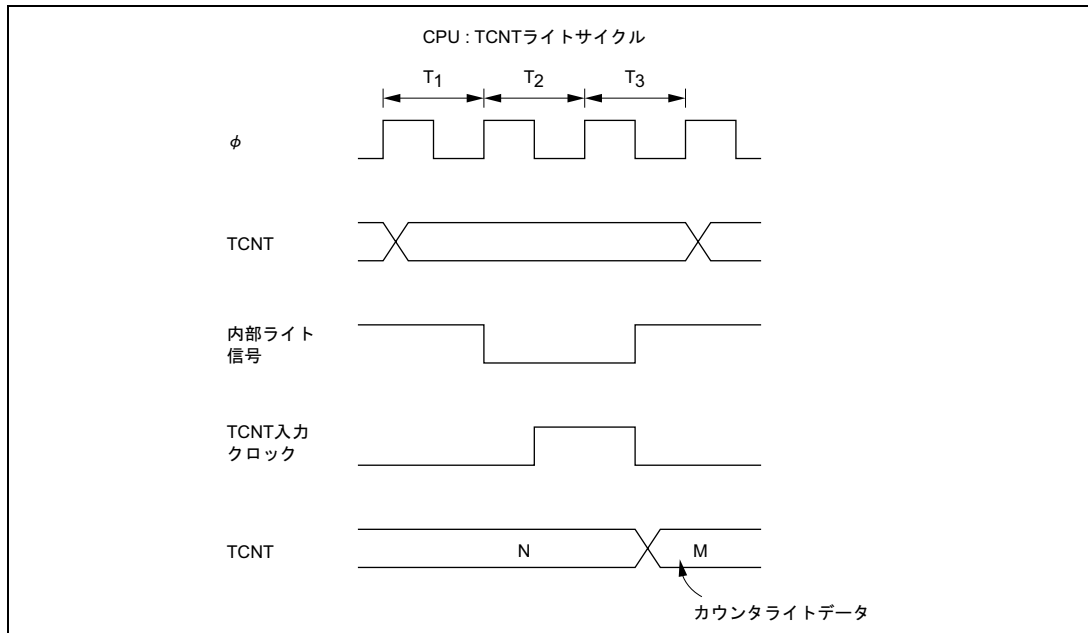 CPU : TCNTライトサイクル
T1
T2
T3
φ
TCNT
内部ライト
信号
TCNT入力
クロック
TCNT
N
M
カウンタライトデータ